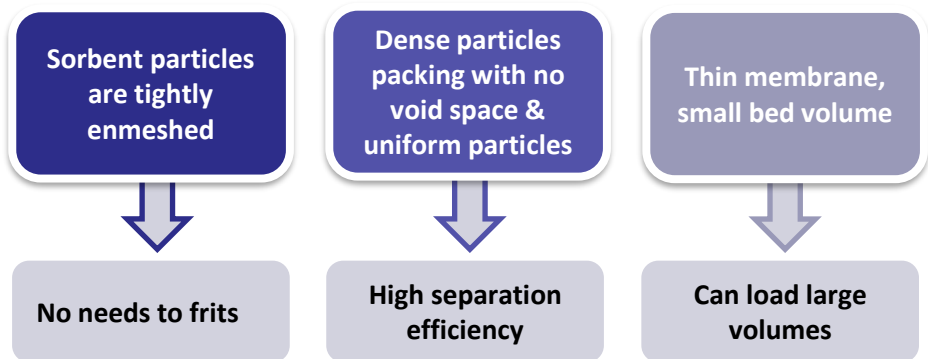 Sorbent particles
are tightly
enmeshed
Dense particles
packing with no
void space &
uniform particles
Thin membrane,
small bed volume
No needs to frits
High separation
efficiency
Can load large
volumes